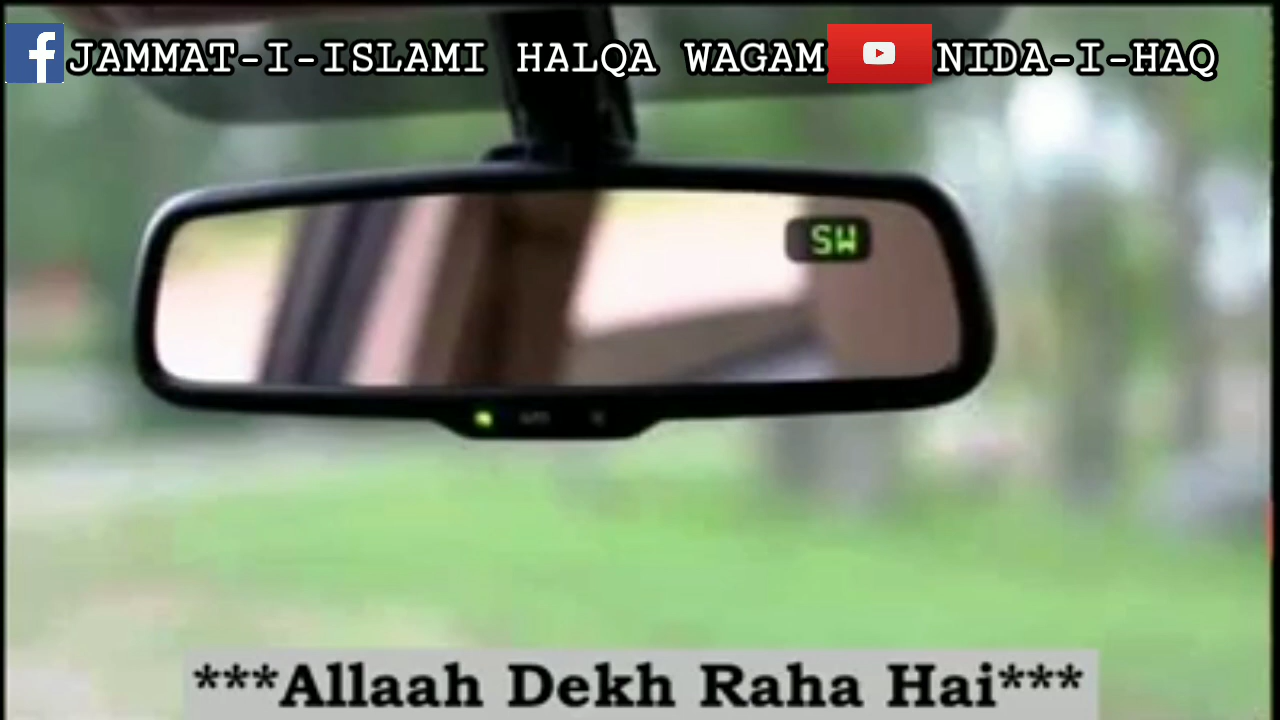 JAMMAT-I-ISLAMI HALQA WAGAM NIDA-I-HAQ
SW
***Allaah Dekh Raha Hai***